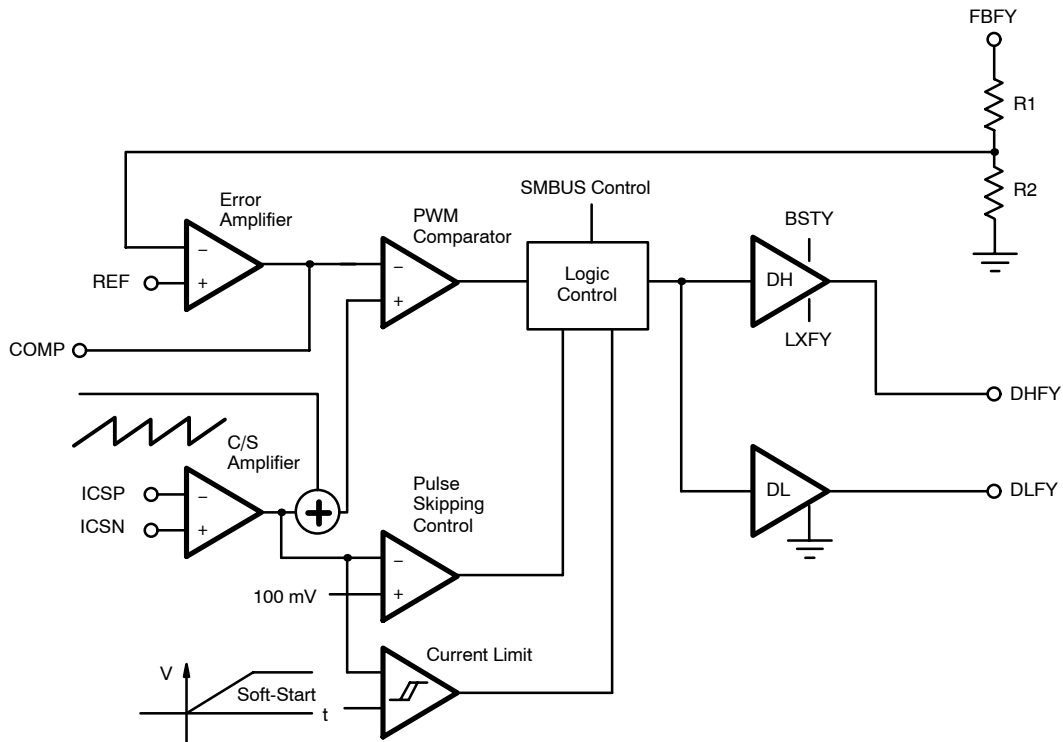 FBFY
R1
R2
SMBUS Control
Error
Amplifier
PWM
Comparator
BSTY
−
−
Logic
Control
DH
REF
+
+
LXFY
COMP
DHFY
C/S
Amplifier
ICSP
−
+
Pulse
Skipping
Control
DL
DLFY
ICSN
+
−
100 mV
+
Current Limit
V
Soft-Start
t